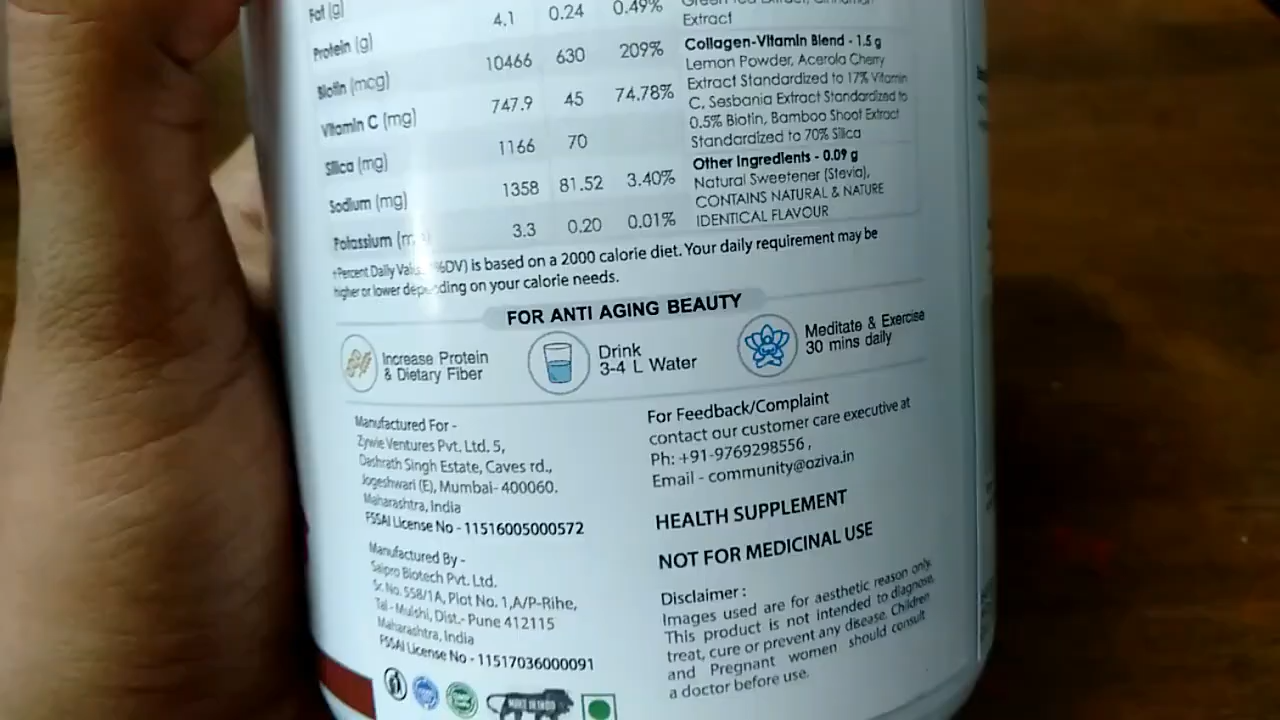 Fat (g)
Protein (g) 4.1 0.24 0.49%
Biotin (mcg) 10466 630 209%
Vitamin C (mg) 747.9 45 74.78%
Silica (mg) 1166 70
Sodium (mg) 1358 81.52 3.40%
Potassium 3.3 0.20 0.01%
Extract
Collagen-Vitamin Blend - 1.5 g
Lemon Powder, Acerola Cherry
Extract Standardized to 17% Vitamin
C, Sesbania Extract Standardized to
0.5% Biotin, Bamboo Shoot Extract
Standardized to 70% Silica
Other Ingredients - 0.09 g
Natural Sweetener (Stevia),
CONTAINS NATURAL & NATURE
IDENTICAL FLAVOUR
†Percent Daily %DV) is based on a 2000 calorie diet. Your daily requirement may be
higher or lower depending on your calorie needs.
FOR ANTI AGING BEAUTY
Increase Protein
& Dietary Fiber
Drink
3-4 L Water
Meditate & Exercise
30 mins daily
Manufactured For -
Zywie Ventures Pvt. Ltd. 5,
Dashrath Singh Estate, Caves rd.,
Jogeshwari (E), Mumbai- 400060.
Maharashtra, India
FSSAI License No - 11516005000572
Manufactured By -
Saipro Biotech Pvt. Ltd.
Sr. No. 558/1A, Plot No. 1,A/P-Rihe,
Tal - Mulshi, Dist.- Pune 412115
Maharashtra, India
FSSAI License No - 11517036000091
For Feedback/Complaint
contact our customer care executive at
Ph: +91-9769298556 ,
Email - community@oziva.in
HEALTH SUPPLEMENT
NOT FOR MEDICINAL USE
Disclaimer :
Images used are for aesthetic reason only.
This product is not intended to diagnose,
treat, cure or prevent any disease. Children
and Pregnant women should consult
a doctor before use.
MAKE IN INDIA